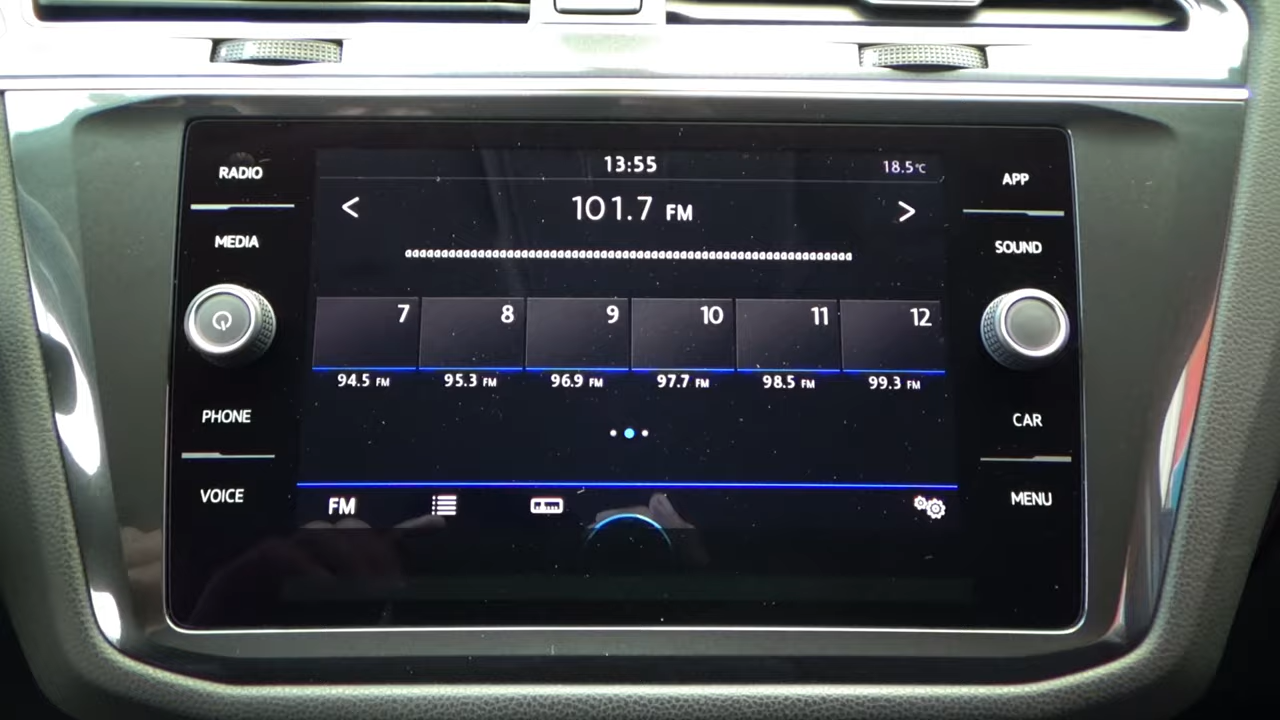 13:55
18.5°C
RADIO
APP
< 101.7 FM >
MEDIA
SOUND
7 8 9 10 11 12
94.5 FM 95.3 FM 96.9 FM 97.7 FM 98.5 FM 99.3 FM
PHONE
CAR
VOICE
FM
MENU